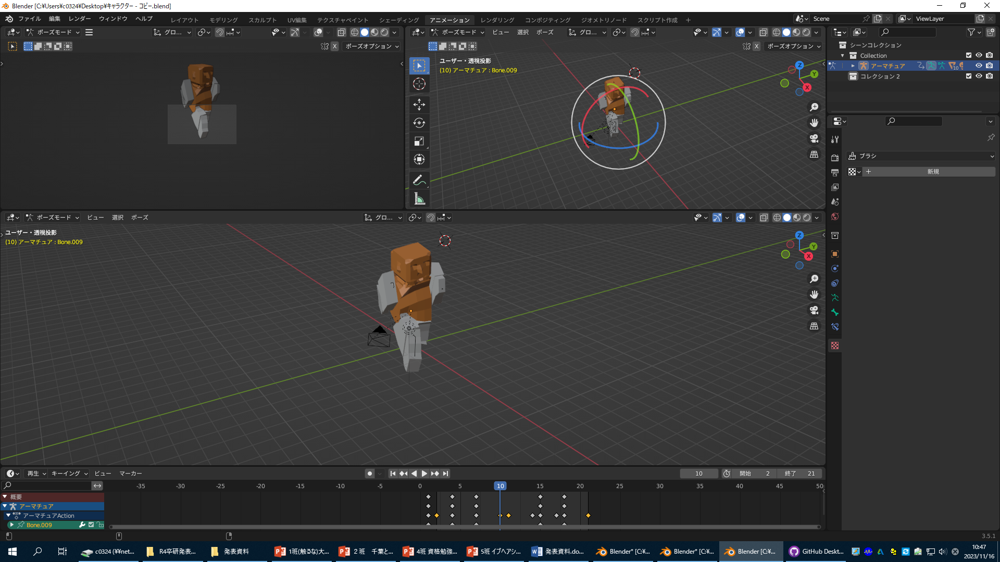 Blender [C:¥Users¥c0324¥Desktop¥キャラクター - コピー.blend]
ファイル 編集 レンダー ウィンドウ ヘルプ レイアウト モデリング スカルプト UV編集 テクスチャペイント シェーディング アニメーション レンダリング コンポジティング ジオメトリノード スクリプト作成 + Scene ViewLayer
ポーズモード グロ... ポーズモード ビュー 選択 ポーズ グロ...
X ポーズオプション X ポーズオプション
シーンコレクション
Collection
アーマチュア 10
コレクション 2
ユーザー・透視投影
(10) アーマチュア : Bone.009
Z Y X
ブラシ
+ 新規
ポーズモード ビュー 選択 ポーズ グロ...
ユーザー・透視投影
(10) アーマチュア : Bone.009
Z Y X
再生 キーイング ビュー マーカー 10 開始 2 終了 21
-35 -30 -25 -20 -15 -10 -5 0 5 10 15 20 25 30 35 40 45 50
概要
アーマチュア
アーマチュアAction
Bone.009
3.5.1
c0324 (¥¥net... R4卒研発表... 発表資料 1班(触るな)大... 2 班 千葉と... 4班 資格勉強... 5班 イブヘアシ... 発表資料.do... Blender* [C:¥... Blender* [C:¥... Blender [C:¥... GitHub Deskt...
10:47
2023/11/16